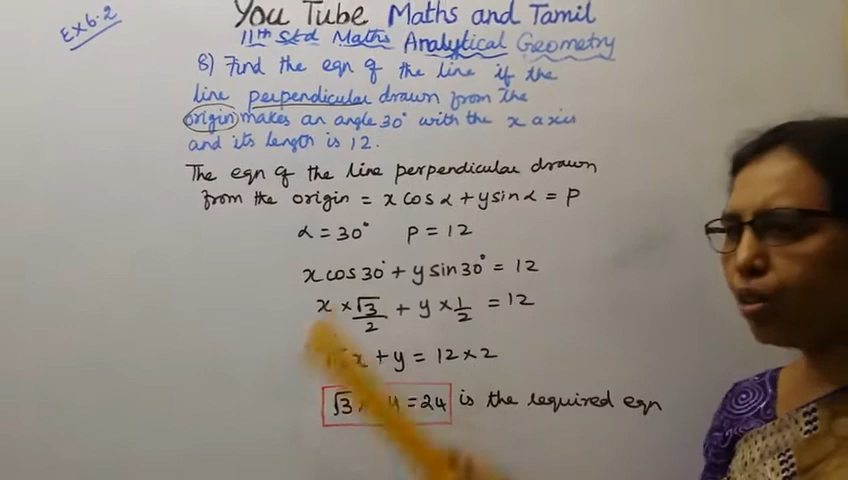 You Tube Maths and Tamil
Ex 6.2
11th Std Maths Analytical Geometry
8) Find the eqn of the line if the
line perpendicular drawn from the
origin makes an angle 30° with the x axis
and its length is 12.
The eqn of the line perpendicular drawn
from the origin = x cos α + y sin α = p
α = 30° p = 12
x cos 30° + y sin 30° = 12
x × √3/2 + y × 1/2 = 12
x + y = 12 × 2
√3 y = 24 is the required eqn